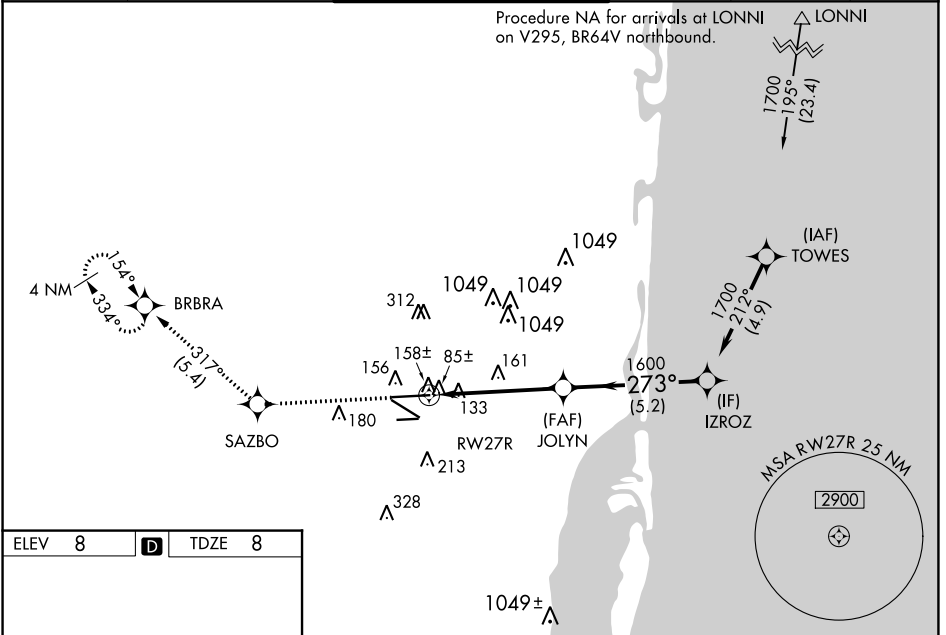 Procedure NA for arrivals at LONNI
on V295, BR64V northbound.
LONNI
1700
195°
(23.4)
(IAF)
TOWES
1700
212°
(4.9)
1049
1049
1049
1049
312
154°
4 NM
334°
BRBRA
317°
(5.4)
158±
85±
161
156
133
1600
273°
(5.2)
(IF)
IZROZ
(FAF)
JOLYN
RW27R
180
SAZBO
213
328
MSA RW27R 25 NM
2900
ELEV 8 D TDZE 8
1049±